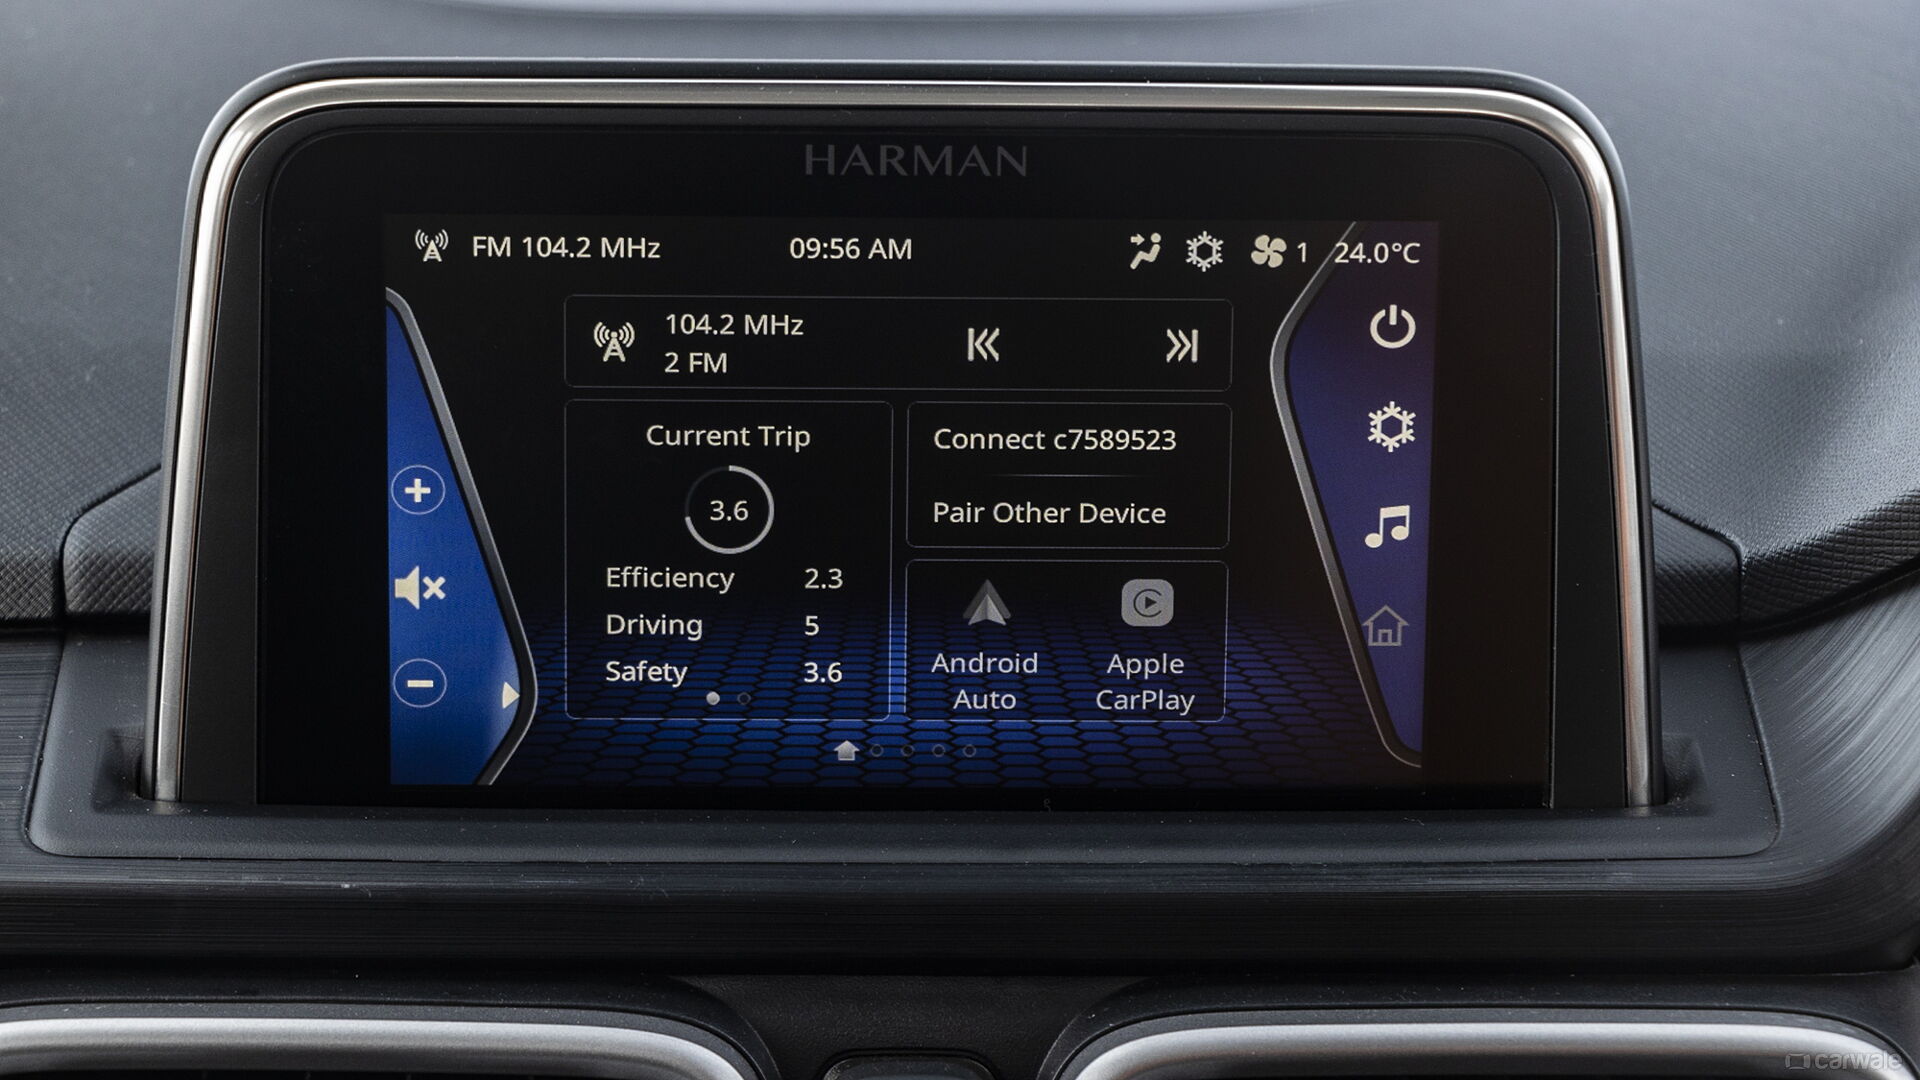 HARMAN
FM 104.2 MHz
09:56 AM
1
24.0°C
104.2 MHz
2 FM
Current Trip
3.6
Efficiency 2.3
Driving 5
Safety 3.6
Connect c7589523
Pair Other Device
Android
Auto
Apple
CarPlay
carwale